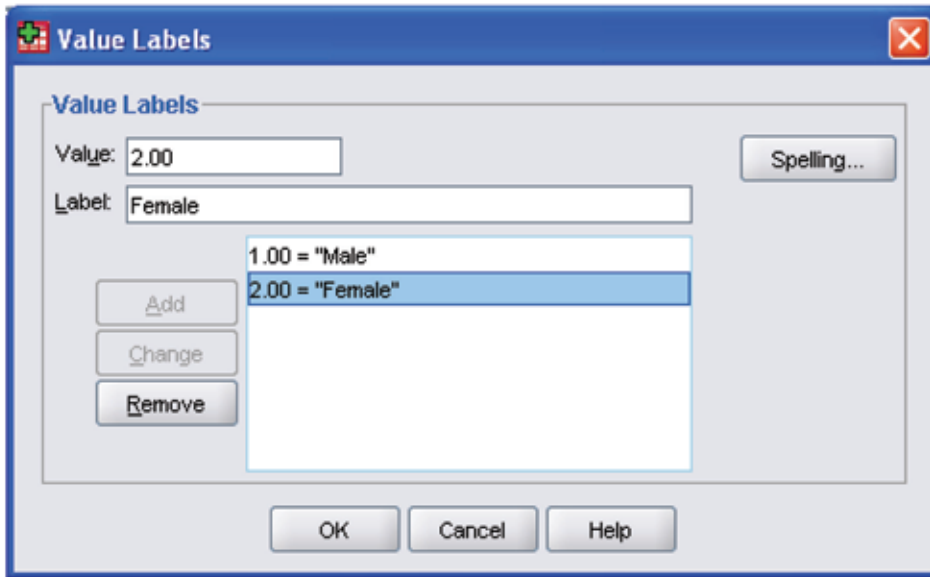 Value Labels
Value Labels
Value: 2.00
Spelling...
Label: Female
1.00 = "Male"
2.00 = "Female"
Add
Change
Remove
OK Cancel Help